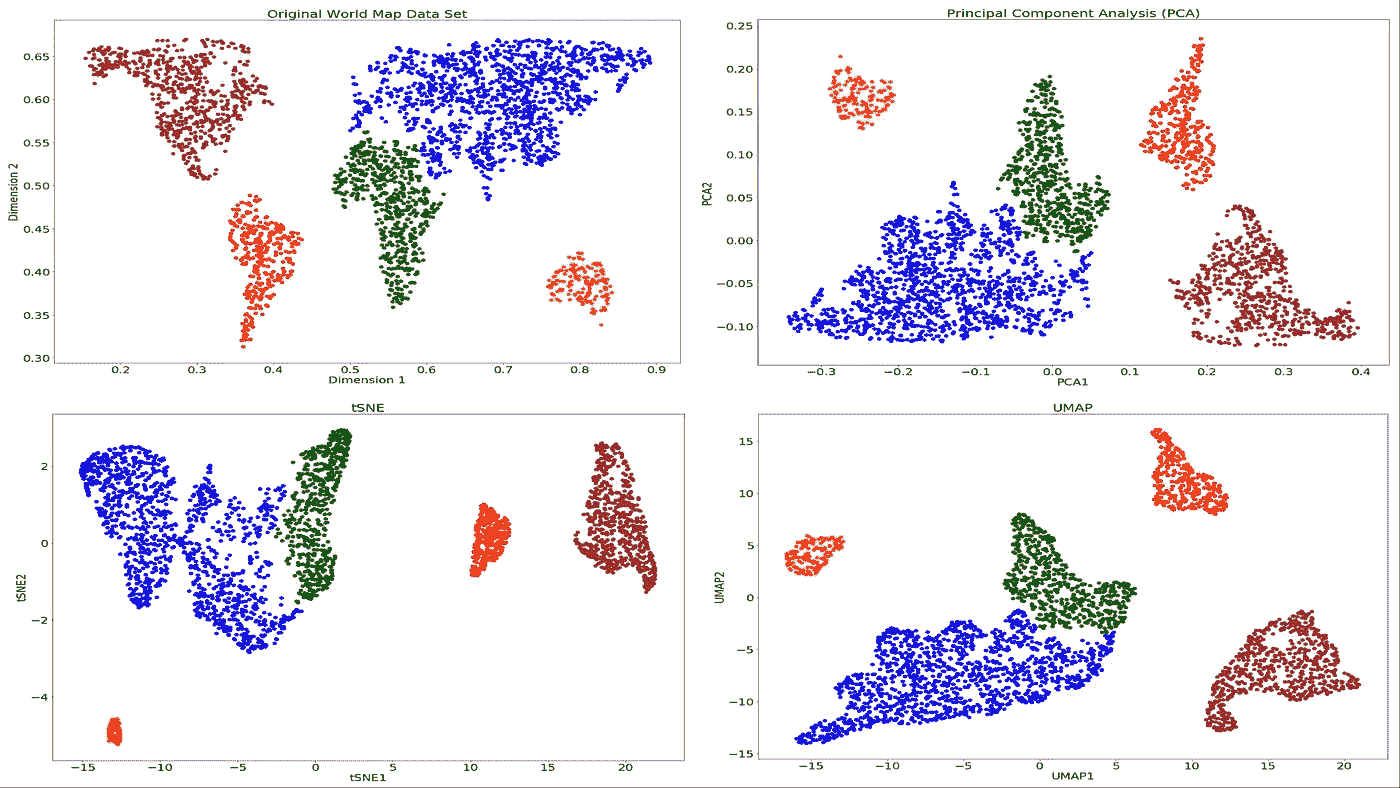 Original World Map Data Set
0.65
0.60
0.55
0.50
0.45
0.40
0.35
0.30
Dimension 2
0.2 0.3 0.4 0.5 0.6 0.7 0.8 0.9
Dimension 1
Principal Component Analysis (PCA)
0.25
0.20
0.15
0.10
0.05
0.00
−0.05
−0.10
PCA2
−0.3 −0.2 −0.1 0.0 0.1 0.2 0.3 0.4
PCA1
tSNE
2
0
−2
−4
tSNE2
−15 −10 −5 0 5 10 15 20
tSNE1
UMAP
15
10
5
0
−5
−10
−15
UMAP2
−15 −10 −5 0 5 10 15 20
UMAP1